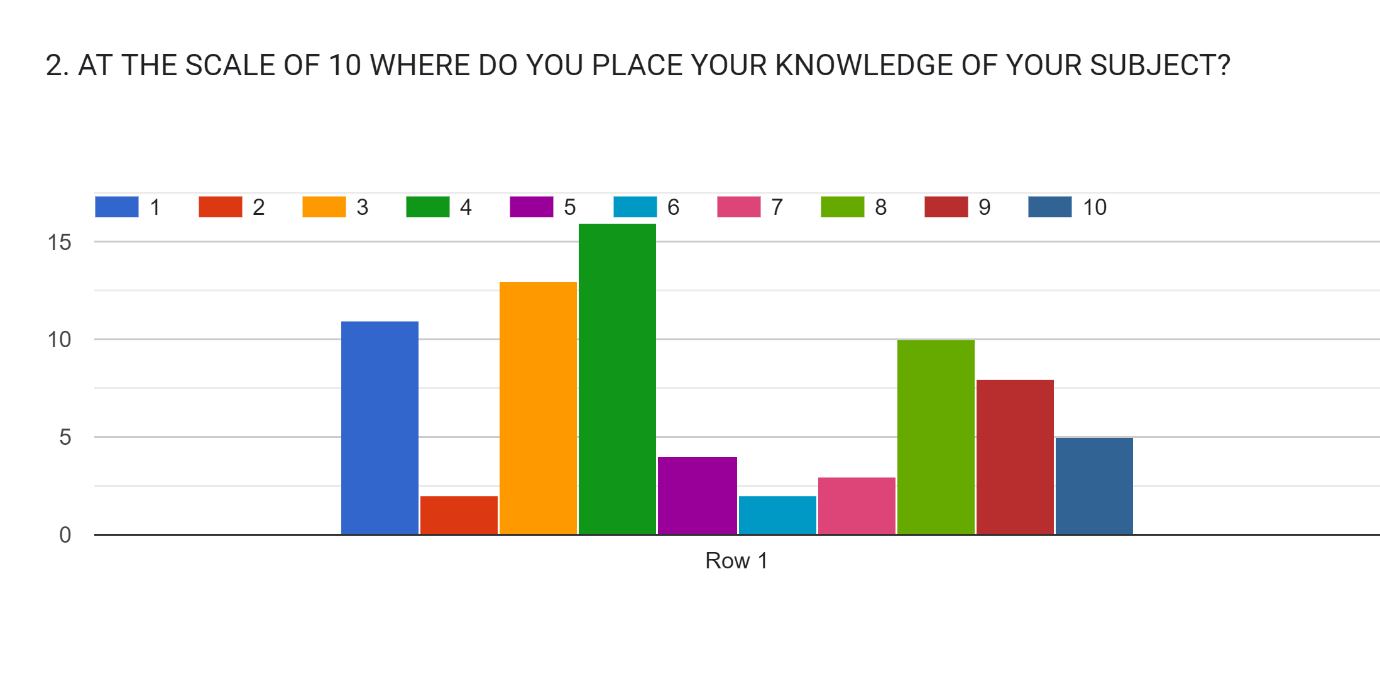 2. AT THE SCALE OF 10 WHERE DO YOU PLACE YOUR KNOWLEDGE OF YOUR SUBJECT?
1 2 3 4 5 6 7 8 9 10
15
10
5
0
Row 1